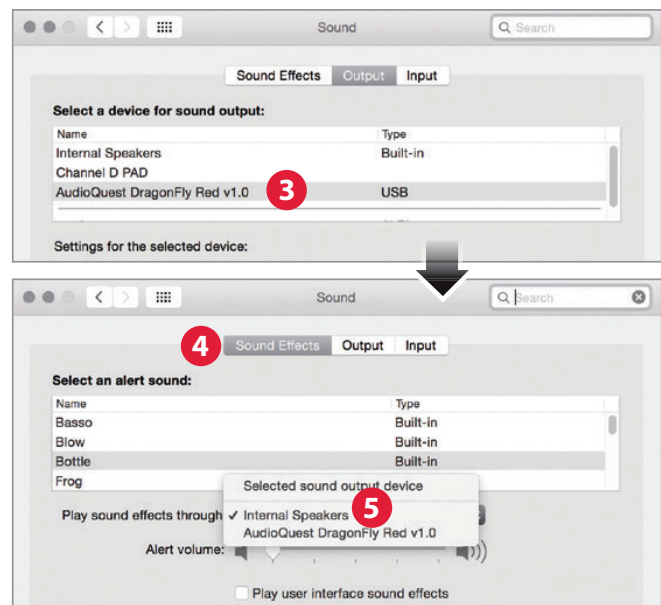 Sound
Search
Sound Effects Output Input
Select a device for sound output:
Name Type
Internal Speakers Built-in
Channel D PAD
AudioQuest DragonFly Red v1.0 3 USB
Settings for the selected device:
Sound
Search
4 Sound Effects Output Input
Select an alert sound:
Name Type
Basso Built-in
Blow Built-in
Bottle Built-in
Frog
Selected sound output device
Play sound effects through ✓ Internal Speakers 5
AudioQuest DragonFly Red v1.0
Alert volume:
Play user interface sound effects